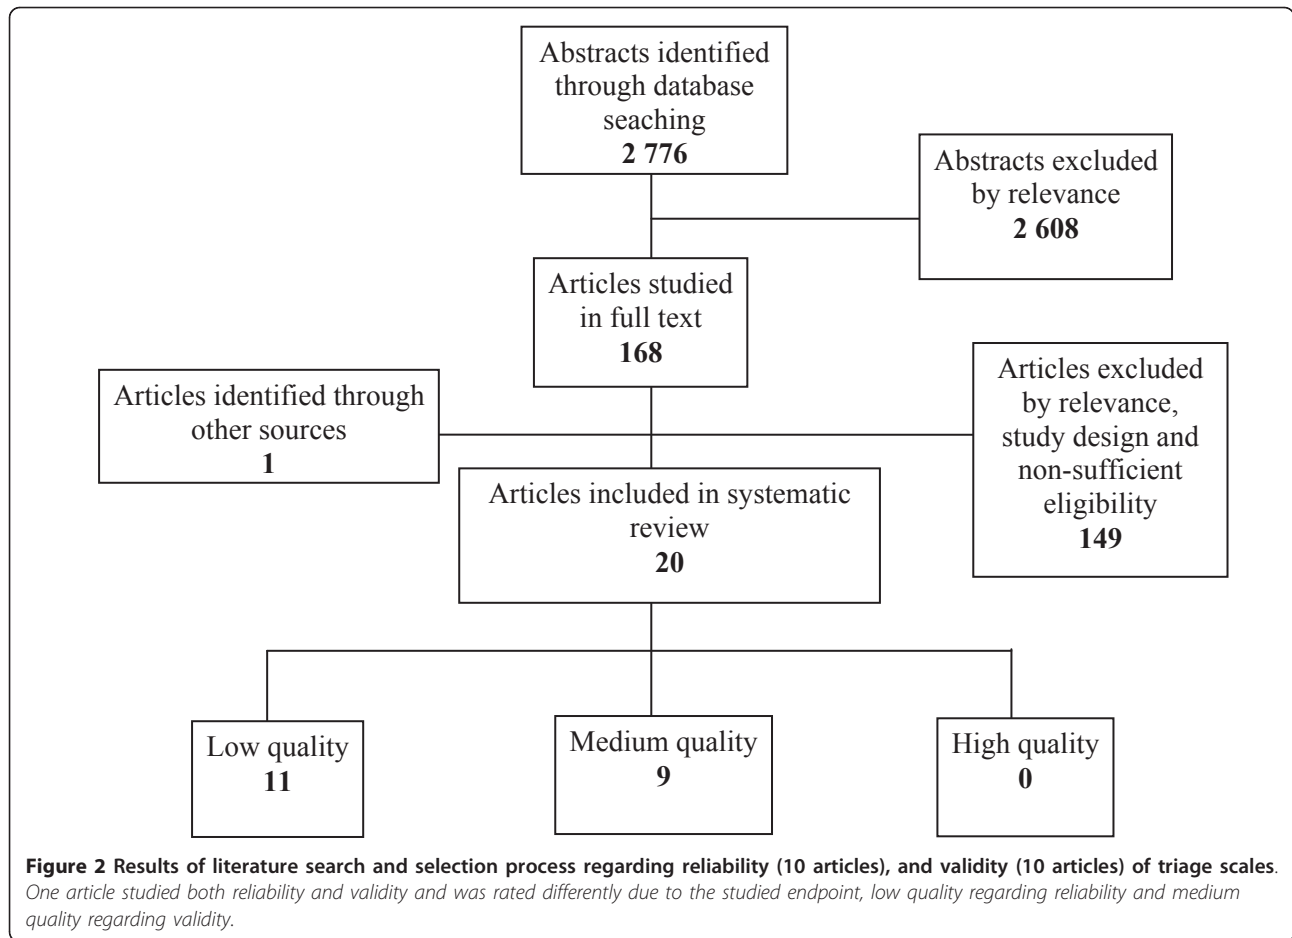 Abstracts identified
through database
seaching
2 776
Abstracts excluded
by relevance
2 608
Articles studied
in full text
168
Articles identified through
other sources
1
Articles excluded
by relevance,
study design and
non-sufficient
eligibility
149
Articles included in systematic
review
20
Low quality
11
Medium quality
9
High quality
0
Figure 2 Results of literature search and selection process regarding reliability (10 articles), and validity (10 articles) of triage scales.
One article studied both reliability and validity and was rated differently due to the studied endpoint, low quality regarding reliability and medium
quality regarding validity.